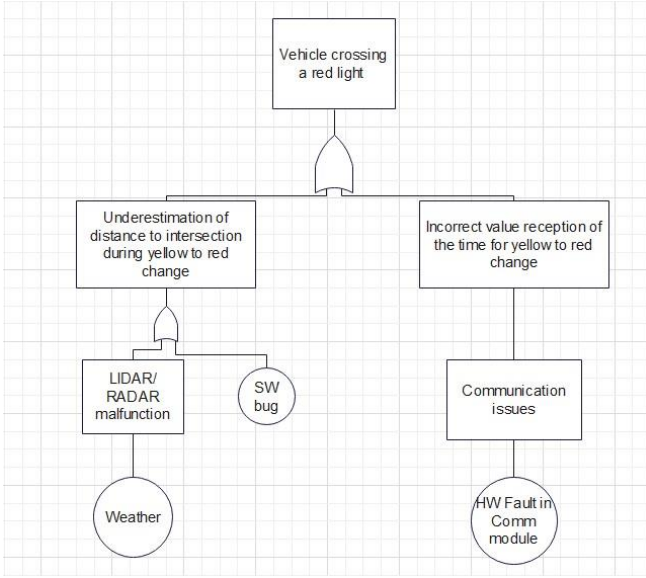 Vehicle crossing
a red light
Underestimation of
distance to intersection
during yellow to red
change
Incorrect value reception of
the time for yellow to red
change
LIDAR/
RADAR
malfunction
SW
bug
Communication
issues
Weather
HW Fault in
Comm
module